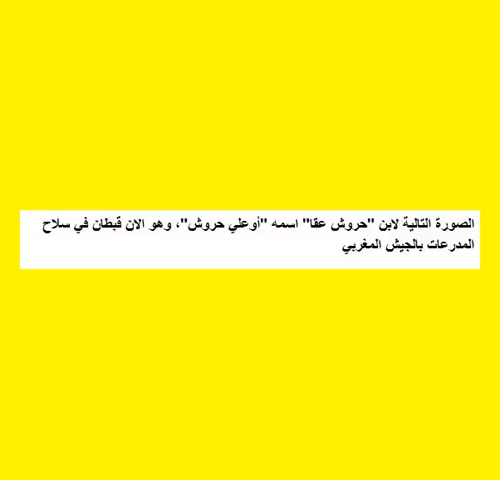 الصورة التالية لابن "حروش عقا" اسمه "أوعلي حروش"، وهو الان قبطان في سلاح
المدرعات بالجيش المغربي